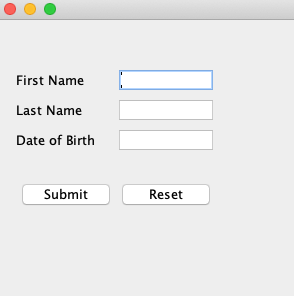 First Name
Last Name
Date of Birth
Submit Reset